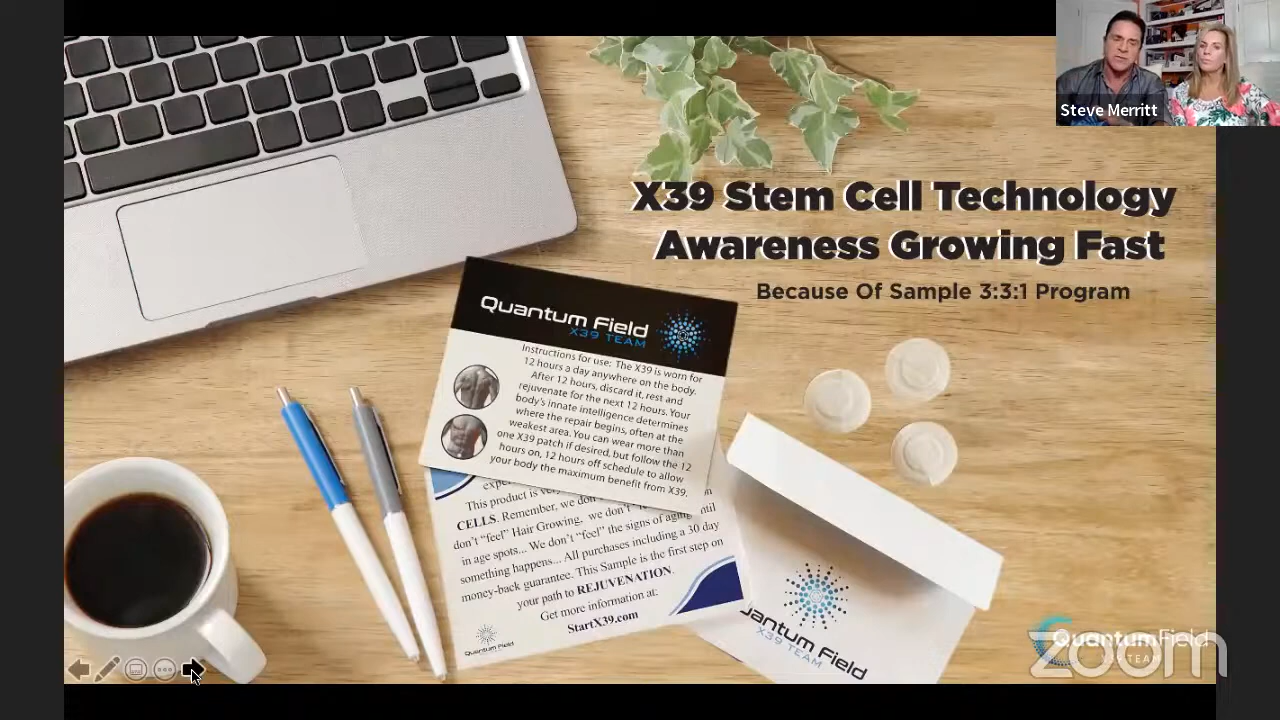 Steve Merritt
X39 Stem Cell Technology
Awareness Growing Fast
Because Of Sample 3:3:1 Program
Quantum Field
X39 TEAM
Instructions for use: The X39 is worn for
12 hours a day anywhere on the body.
After 12 hours, discard it, rest and
rejuvenate for the next 12 hours. Your
body's innate intelligence determines
where the repair begins, often at the
weakest area. You can wear more than
one X39 patch if desired, but follow the 12
hours on, 12 hours off schedule to allow
your body the maximum benefit from X39.
This product is
CELLS. Remember, we don't
don't "feel" Hair Growing, we don't
in age spots... We don't "feel" the signs of aging until
something happens... All purchases including a 30 day
money-back guarantee. This Sample is the first step on
your path to REJUVENATION.
Get more information at:
StartX39.com
Quantum Field
Quantum Field
X39 TEAM
QuantumField
X39 TEAM
zoom